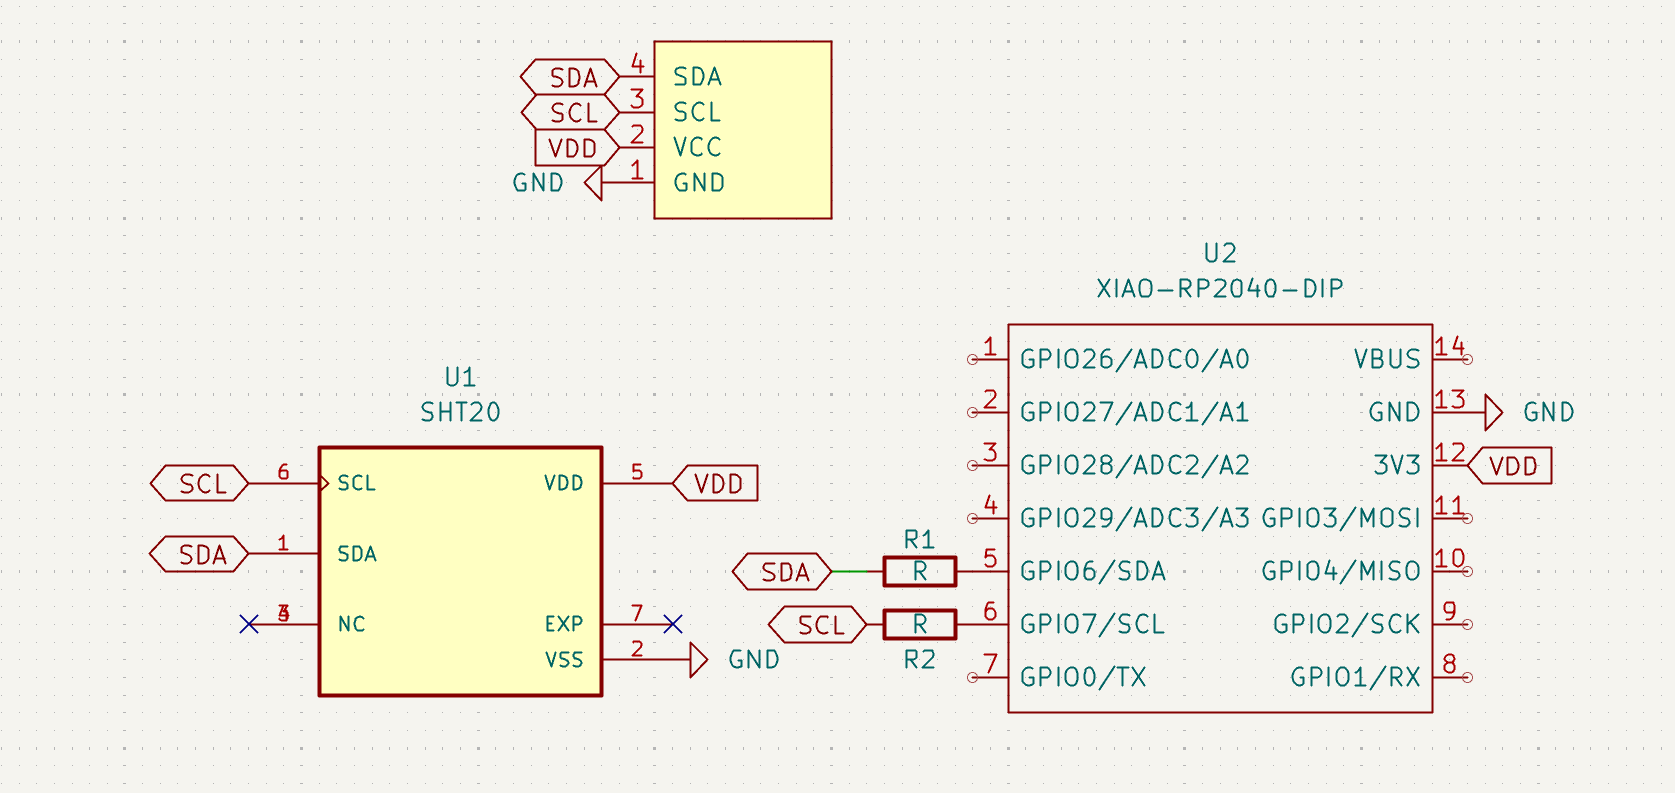 SDA 4 SDA
SCL 3 SCL
VDD 2 VCC
GND 1 GND
U2
XIAO-RP2040-DIP
1 GPIO26/ADC0/A0 VBUS 14
2 GPIO27/ADC1/A1 GND 13 GND
3 GPIO28/ADC2/A2 3V3 12 VDD
4 GPIO29/ADC3/A3 GPIO3/MOSI 11
R1
SDA R 5 GPIO6/SDA GPIO4/MISO 10
SCL R 6 GPIO7/SCL GPIO2/SCK 9
R2
7 GPIO0/TX GPIO1/RX 8
U1
SHT20
SCL 6 SCL VDD 5 VDD
SDA 1 SDA
NC EXP 7
VSS 2 GND